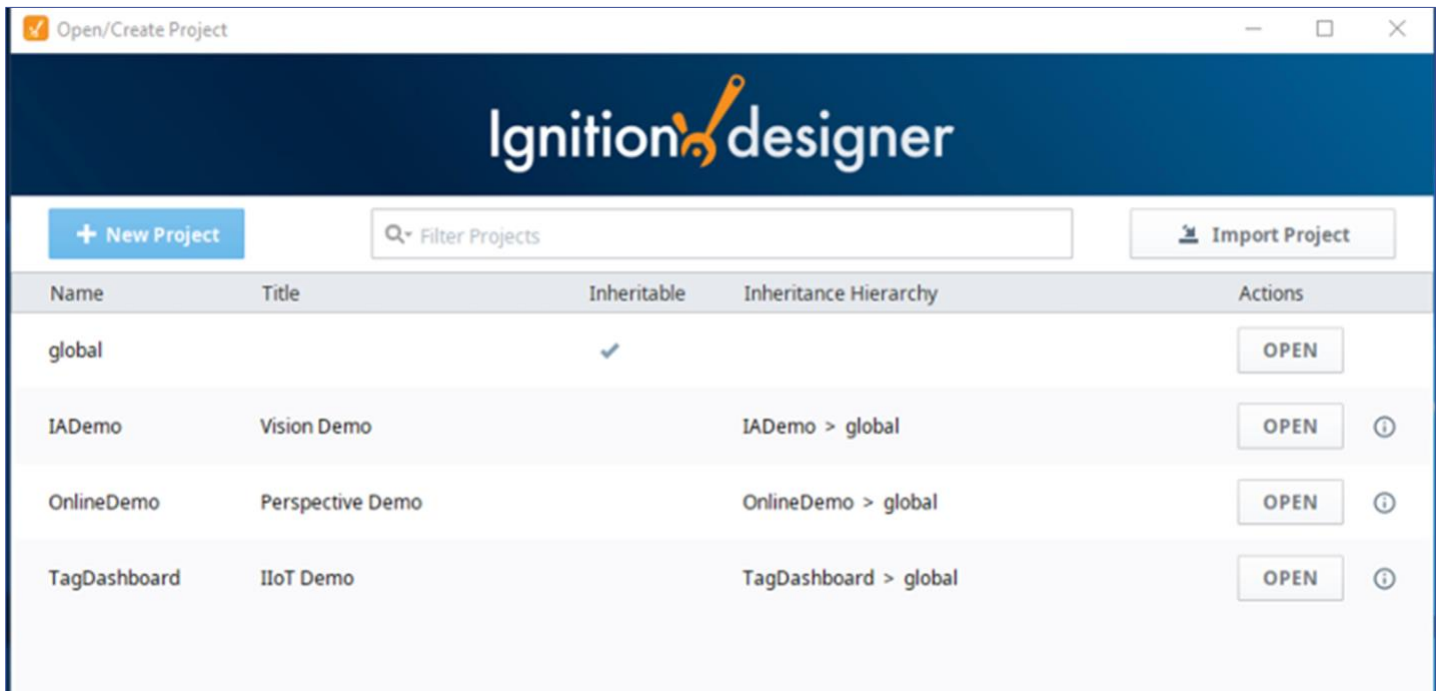 Open/Create Project
Ignition designer
+ New Project Filter Projects Import Project
Name Title Inheritable Inheritance Hierarchy Actions
global OPEN
IADemo Vision Demo IADemo > global OPEN
OnlineDemo Perspective Demo OnlineDemo > global OPEN
TagDashboard IIoT Demo TagDashboard > global OPEN